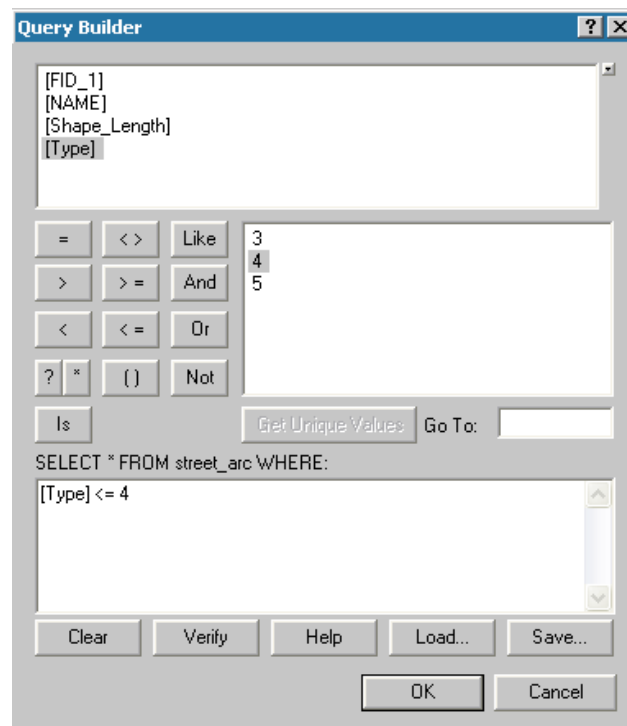 Query Builder ? X
[FID_1]
[NAME]
[Shape_Length]
[Type]
= < > Like
> > = And
< < = Or
? * ( ) Not
Is
3
4
5
Get Unique Values Go To:
SELECT * FROM street_arc WHERE:
[Type] <= 4
Clear Verify Help Load... Save...
OK Cancel